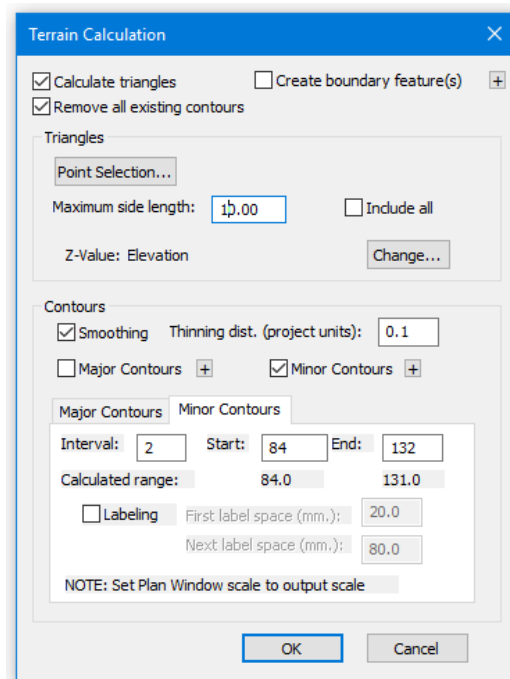 Terrain Calculation
Calculate triangles Create boundary feature(s) +
Remove all existing contours
Triangles
Point Selection...
Maximum side length: 10.00 Include all
Z-Value: Elevation Change...
Contours
Smoothing Thinning dist. (project units): 0.1
Major Contours + Minor Contours +
Major Contours Minor Contours
Interval: 2 Start: 84 End: 132
Calculated range: 84.0 131.0
Labeling First label space (mm.): 20.0
Next label space (mm.): 80.0
NOTE: Set Plan Window scale to output scale
OK Cancel